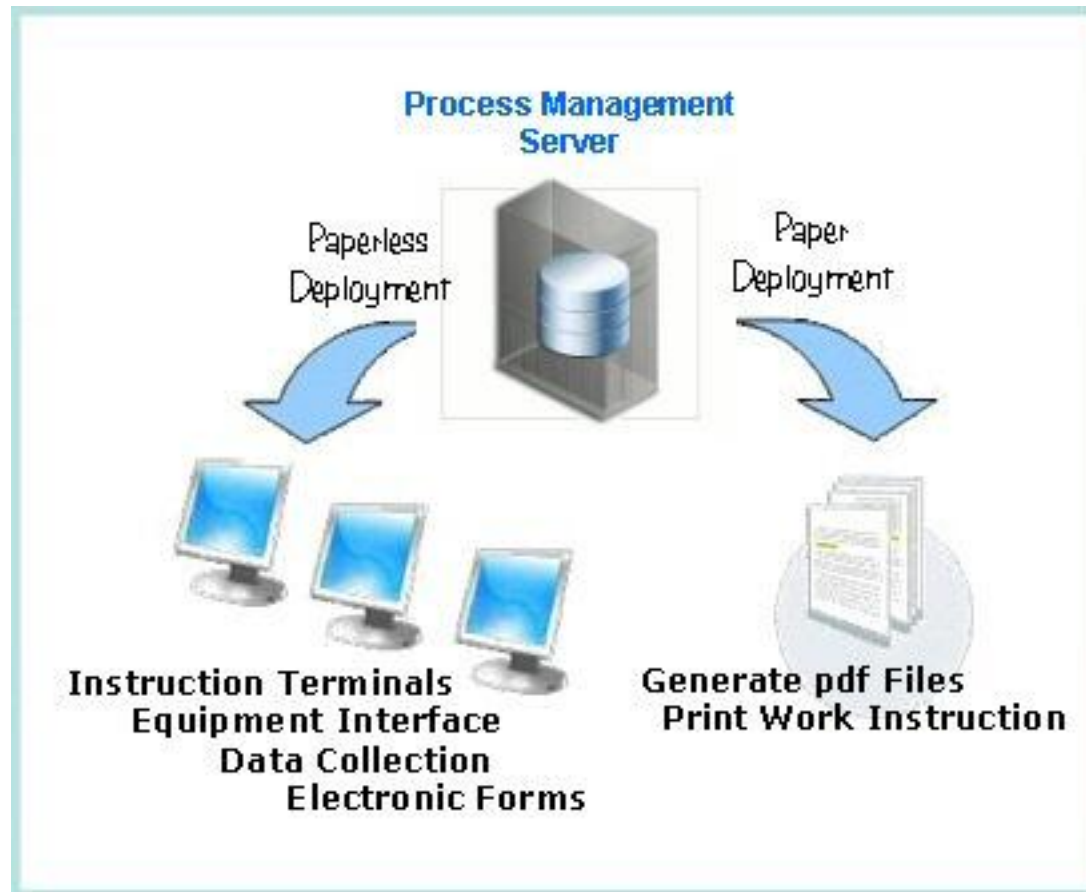 Process Management
Server
Paperless
Deployment
Paper
Deployment
Instruction Terminals
Equipment Interface
Data Collection
Electronic Forms
Generate pdf Files
Print Work Instruction